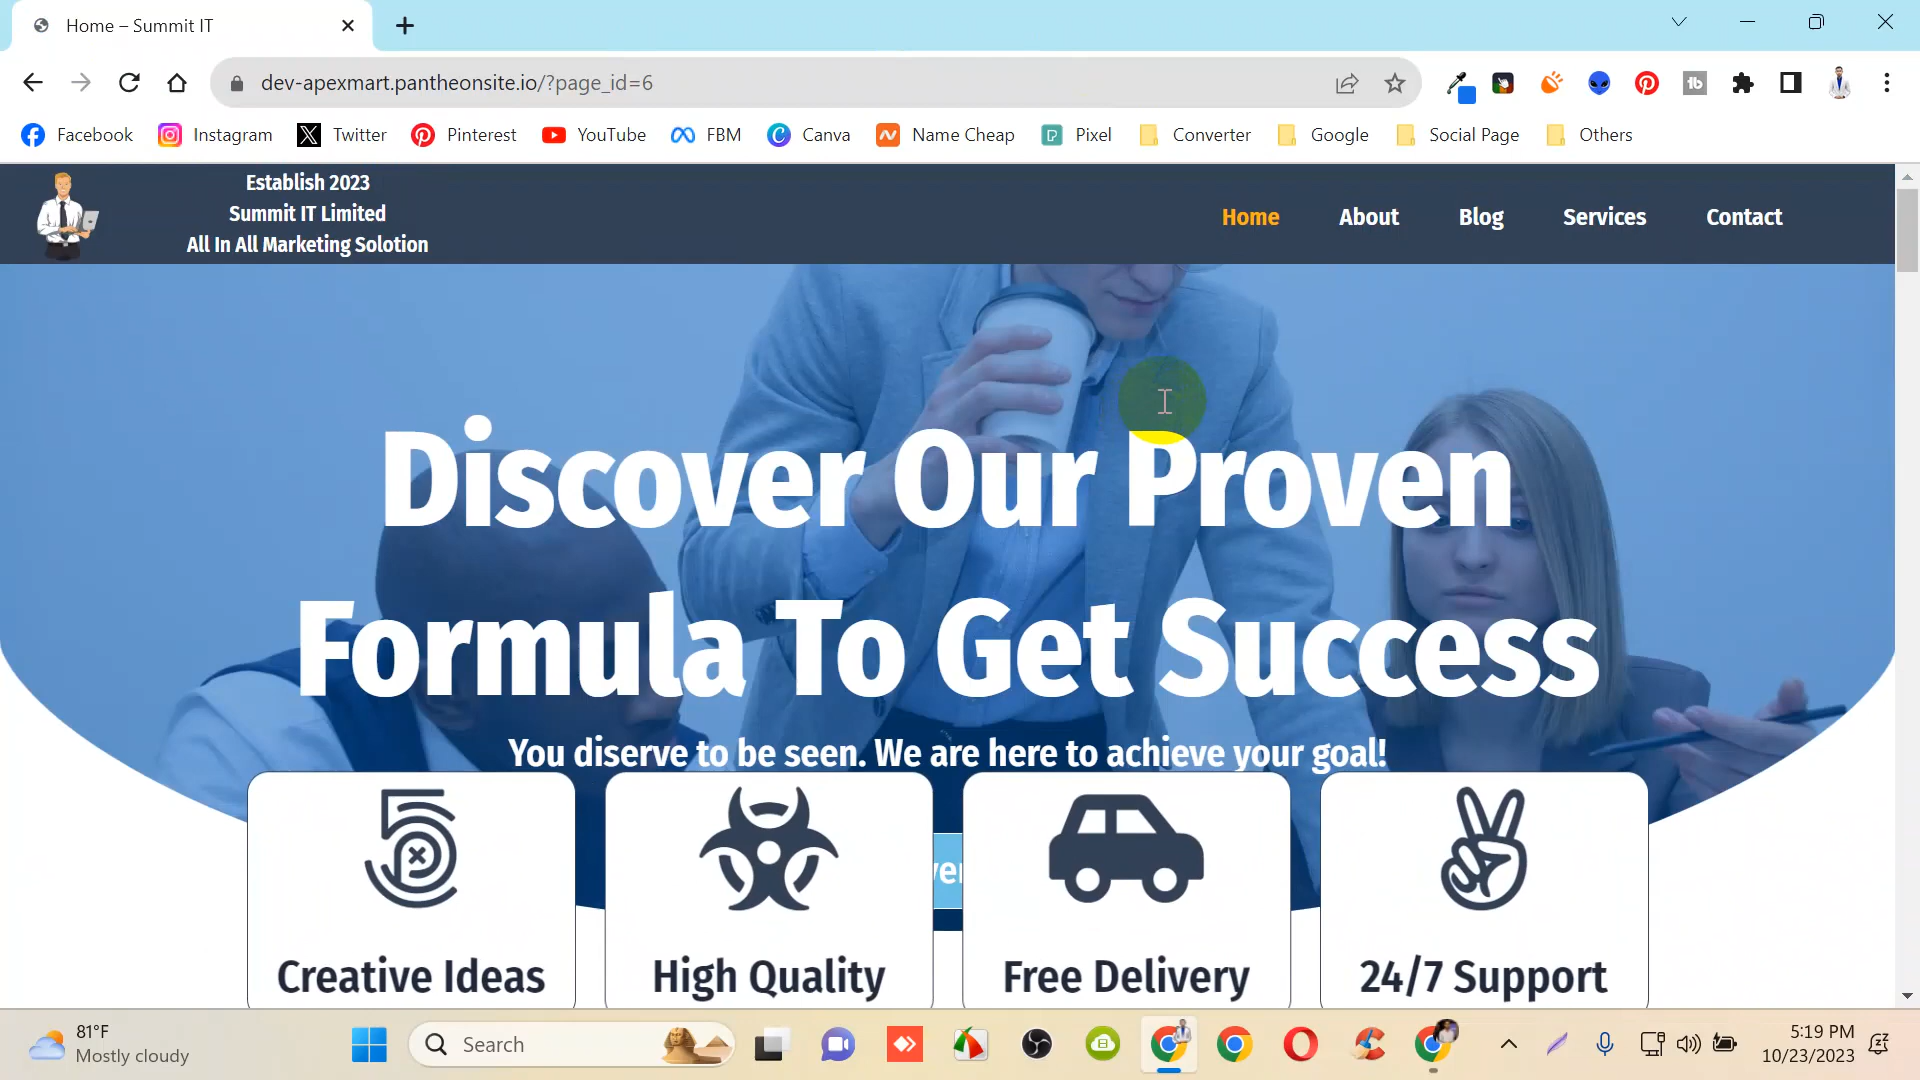 Home – Summit IT
dev-apexmart.pantheonsite.io/?page_id=6
Facebook Instagram Twitter Pinterest YouTube FBM Canva Name Cheap Pixel Converter Google Social Page Others
Establish 2023
Summit IT Limited
All In All Marketing Solotion
Home About Blog Services Contact
Discover Our Proven
Formula To Get Success
You diserve to be seen. We are here to achieve your goal!
Creative Ideas High Quality Free Delivery 24/7 Support
81°F
Mostly cloudy
Search
5:19 PM
10/23/2023